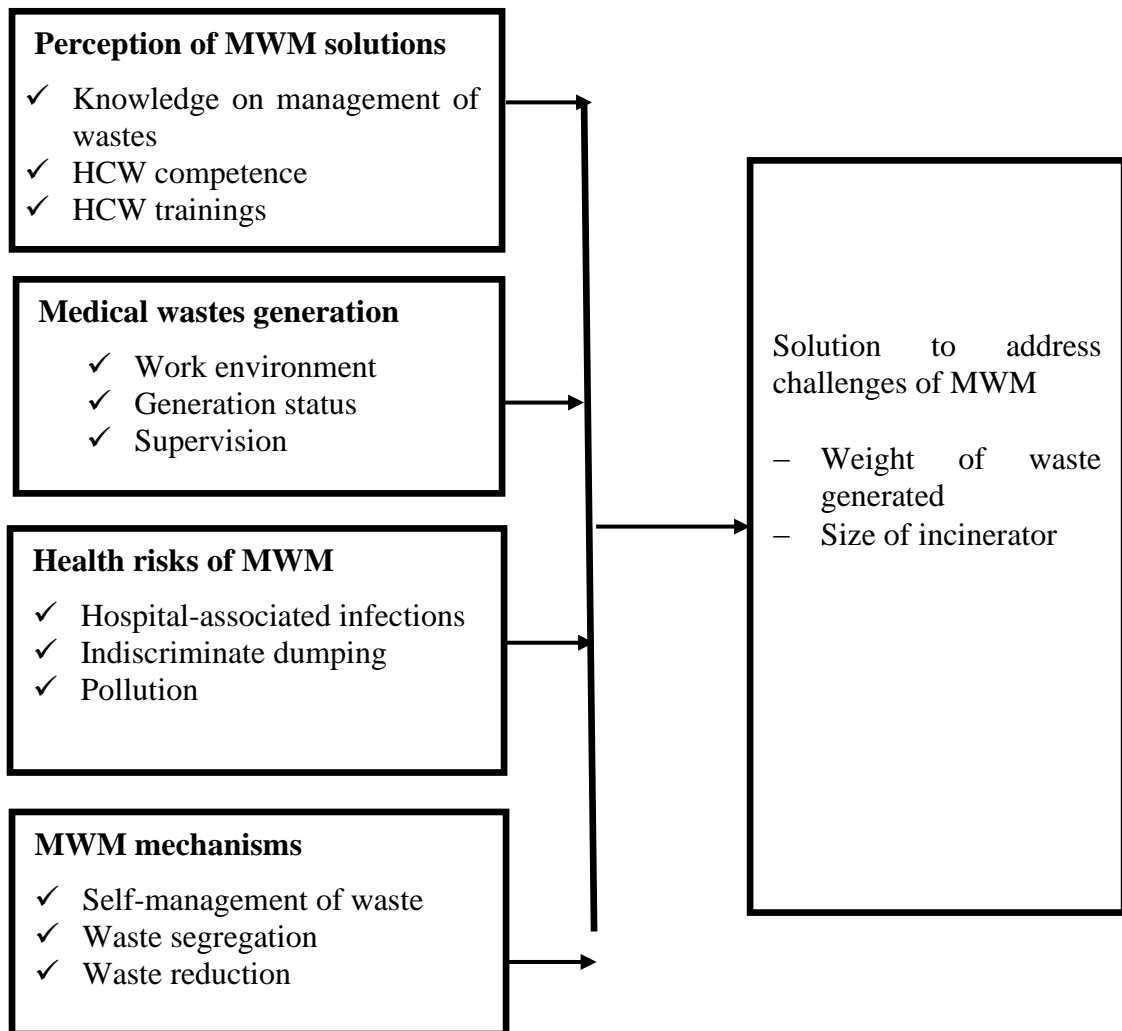 Perception of MWM solutions
✓ Knowledge on management of
wastes
✓ HCW competence
✓ HCW trainings
Medical wastes generation
✓ Work environment
✓ Generation status
✓ Supervision
Health risks of MWM
✓ Hospital-associated infections
✓ Indiscriminate dumping
✓ Pollution
MWM mechanisms
✓ Self-management of waste
✓ Waste segregation
✓ Waste reduction
Solution to address
challenges of MWM
– Weight of waste
generated
– Size of incinerator